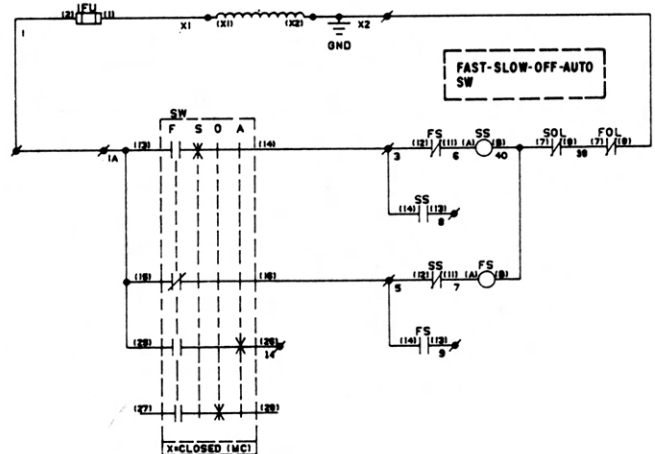 1FU
(2) (1)
X1 (X1) (X2) X2
GND
1
FAST-SLOW-OFF-AUTO
SW
SW
F S O A
(13) (14)
1A
FS SS SOL FOL
(12) (11) (A) (B) (7) (8) (7) (8)
3 6 40 38
SS
(14) (13)
8
(15) (16)
SS FS
(12) (11) (A) (B)
5 7
FS
(14) (13)
9
(25) (26)
14
(27) (28)
X=CLOSED (MC)